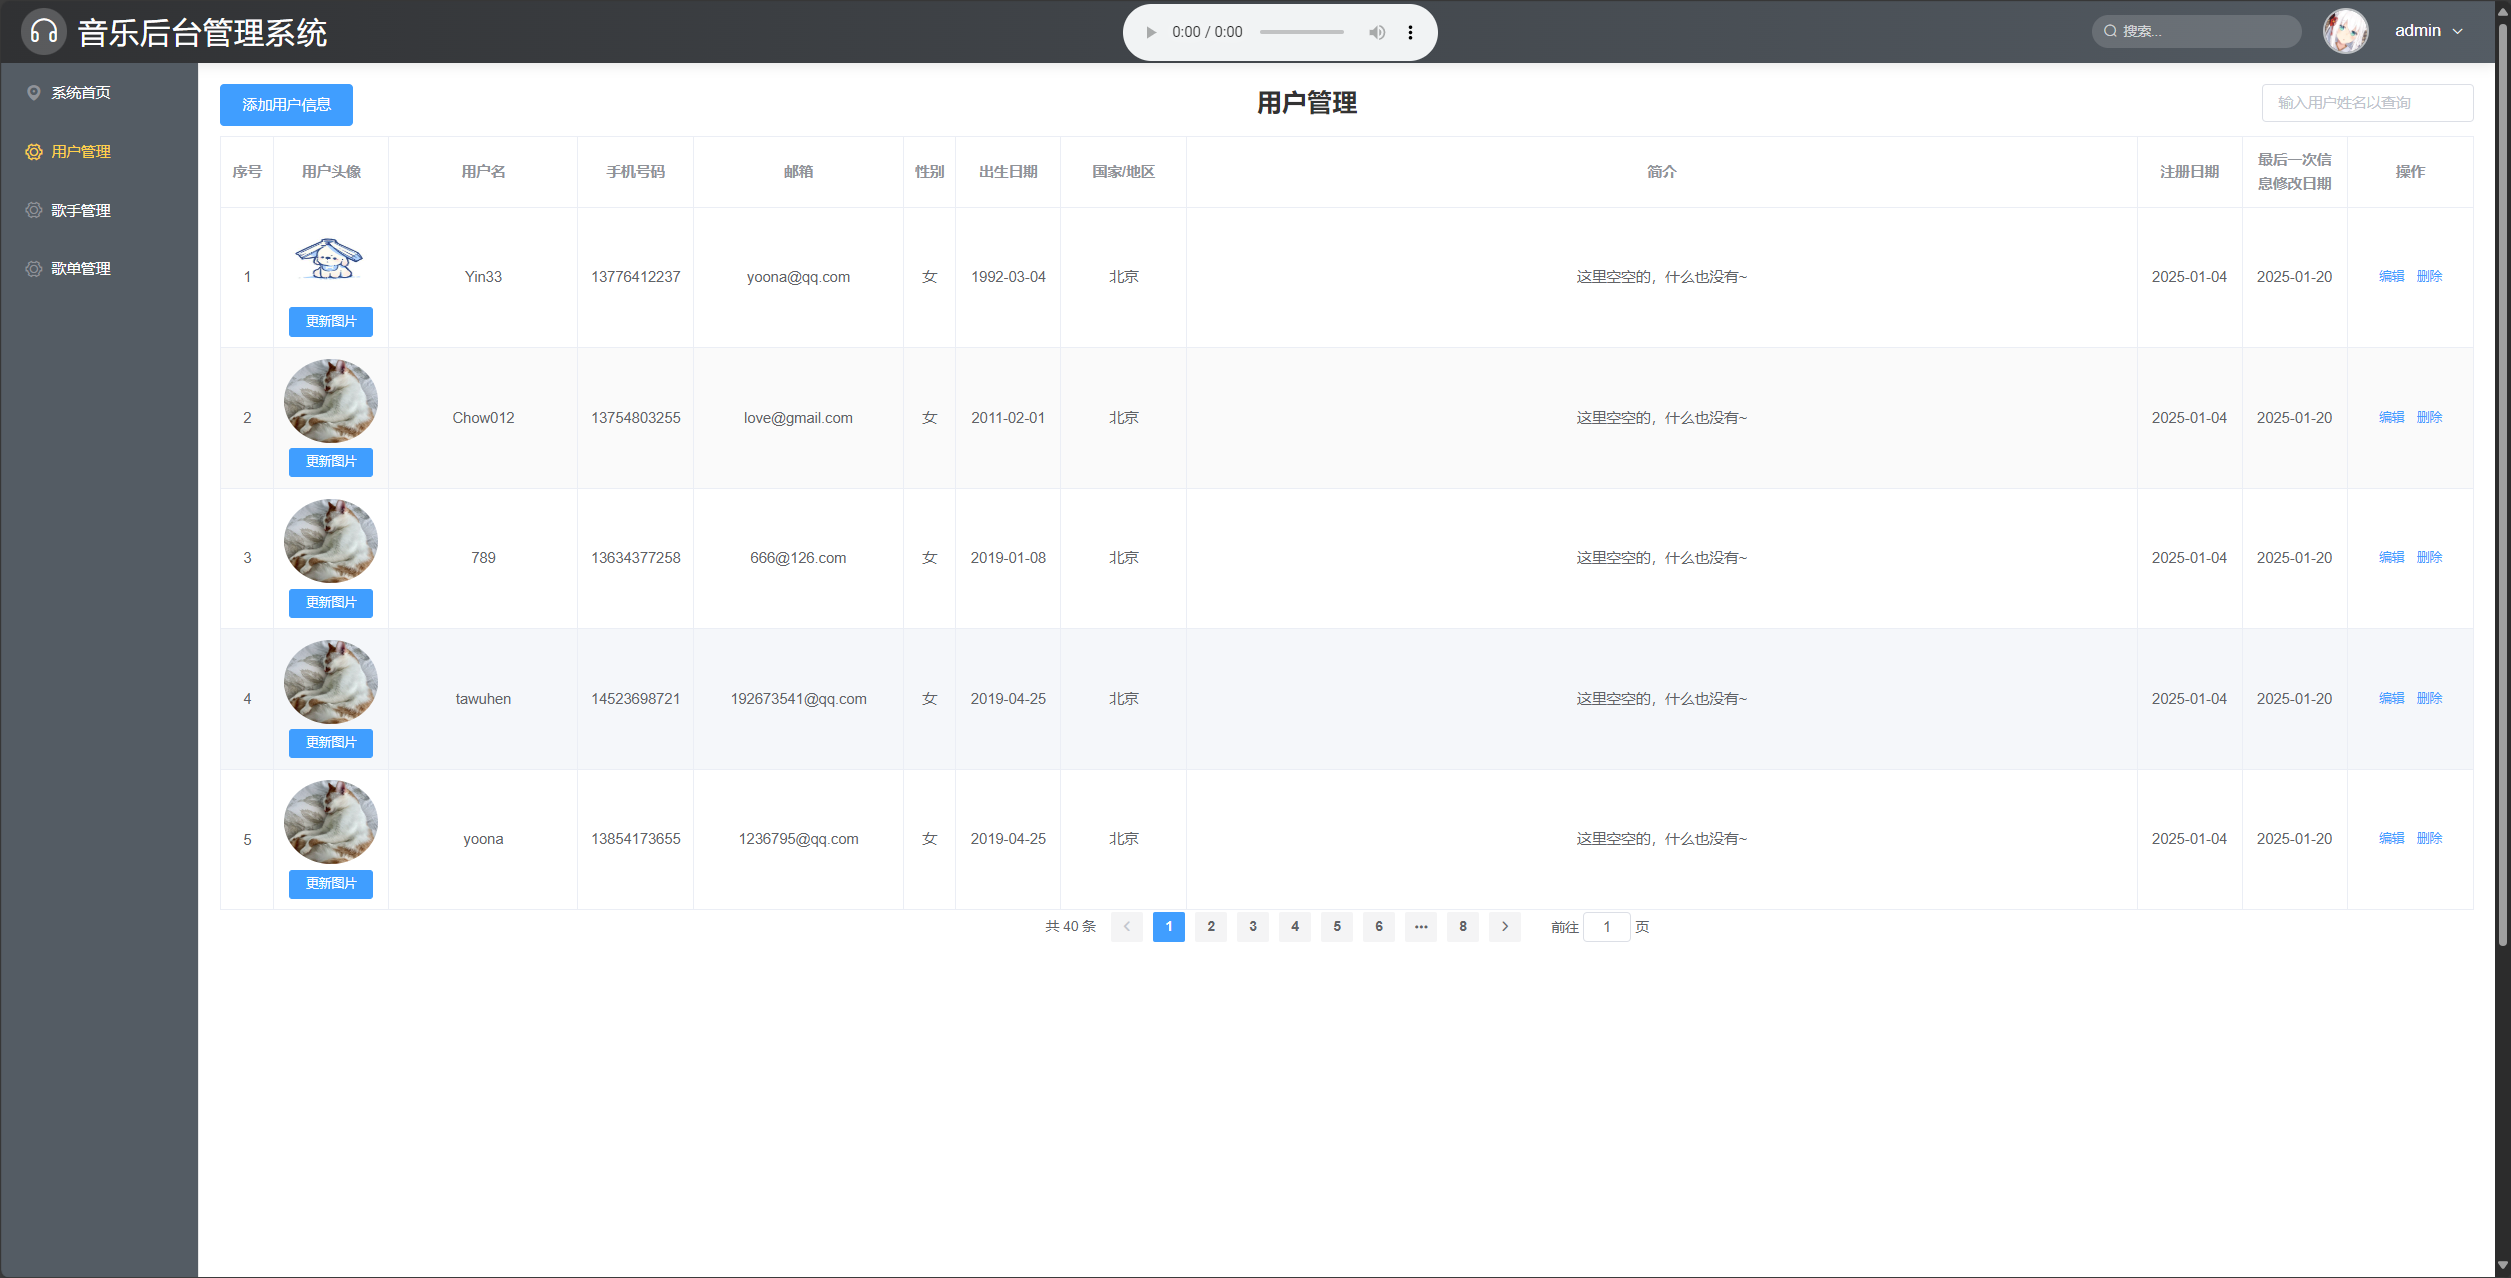 音乐后台管理系统
0:00 / 0:00
搜索...
admin
系统首页
用户管理
歌手管理
歌单管理
添加用户信息
用户管理
输入用户姓名以查询
序号 用户头像 用户名 手机号码 邮箱 性别 出生日期 国家/地区 简介 注册日期 最后一次信息修改日期 操作
1 Yin33 13776412237 yoona@qq.com 女 1992-03-04 北京 这里空空的，什么也没有~ 2025-01-04 2025-01-20 编辑 删除
更新图片
2 Chow012 13754803255 love@gmail.com 女 2011-02-01 北京 这里空空的，什么也没有~ 2025-01-04 2025-01-20 编辑 删除
更新图片
3 789 13634377258 666@126.com 女 2019-01-08 北京 这里空空的，什么也没有~ 2025-01-04 2025-01-20 编辑 删除
更新图片
4 tawuhen 14523698721 192673541@qq.com 女 2019-04-25 北京 这里空空的，什么也没有~ 2025-01-04 2025-01-20 编辑 删除
更新图片
5 yoona 13854173655 1236795@qq.com 女 2019-04-25 北京 这里空空的，什么也没有~ 2025-01-04 2025-01-20 编辑 删除
更新图片
共 40 条 1 2 3 4 5 6 ... 8 前往 1 页